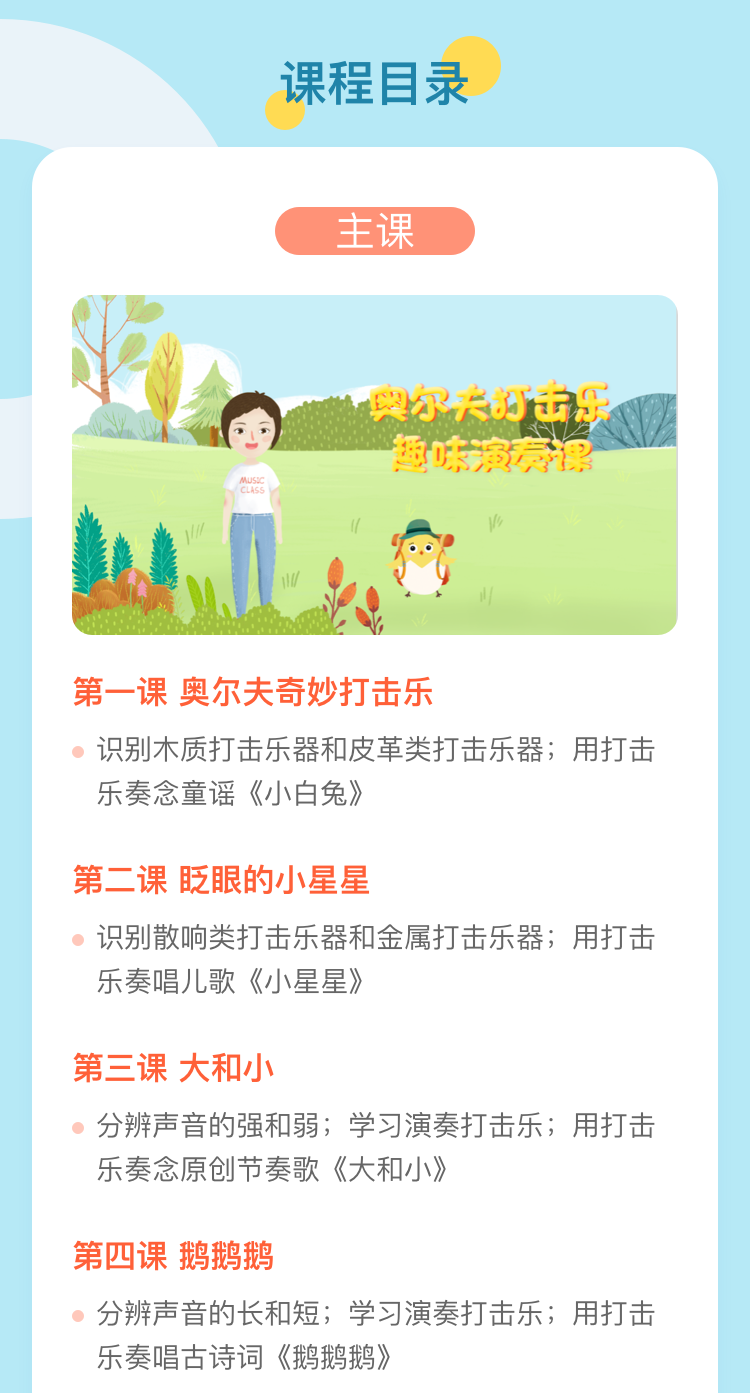 课程目录
主课
奥尔夫打击乐
趣味演奏课
MUSIC
CLASS
第一课 奥尔夫奇妙打击乐
识别木质打击乐器和皮革类打击乐器；用打击
乐奏念童谣《小白兔》
第二课 眨眼的小星星
识别散响类打击乐器和金属打击乐器；用打击
乐奏唱儿歌《小星星》
第三课 大和小
分辨声音的强和弱；学习演奏打击乐；用打击
乐奏念原创节奏歌《大和小》
第四课 鹅鹅鹅
分辨声音的长和短；学习演奏打击乐；用打击
乐奏唱古诗词《鹅鹅鹅》